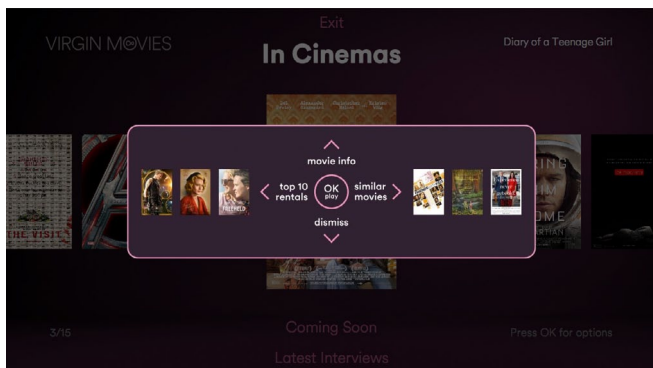 Exit
VIRGIN MOVIES
In Cinemas
Diary of a Teenage Girl
movie info
top 10
rentals
OK
play
similar
movies
dismiss
THE VISIT
HOME
3/15
Coming Soon
Press OK for options
Latest Interviews